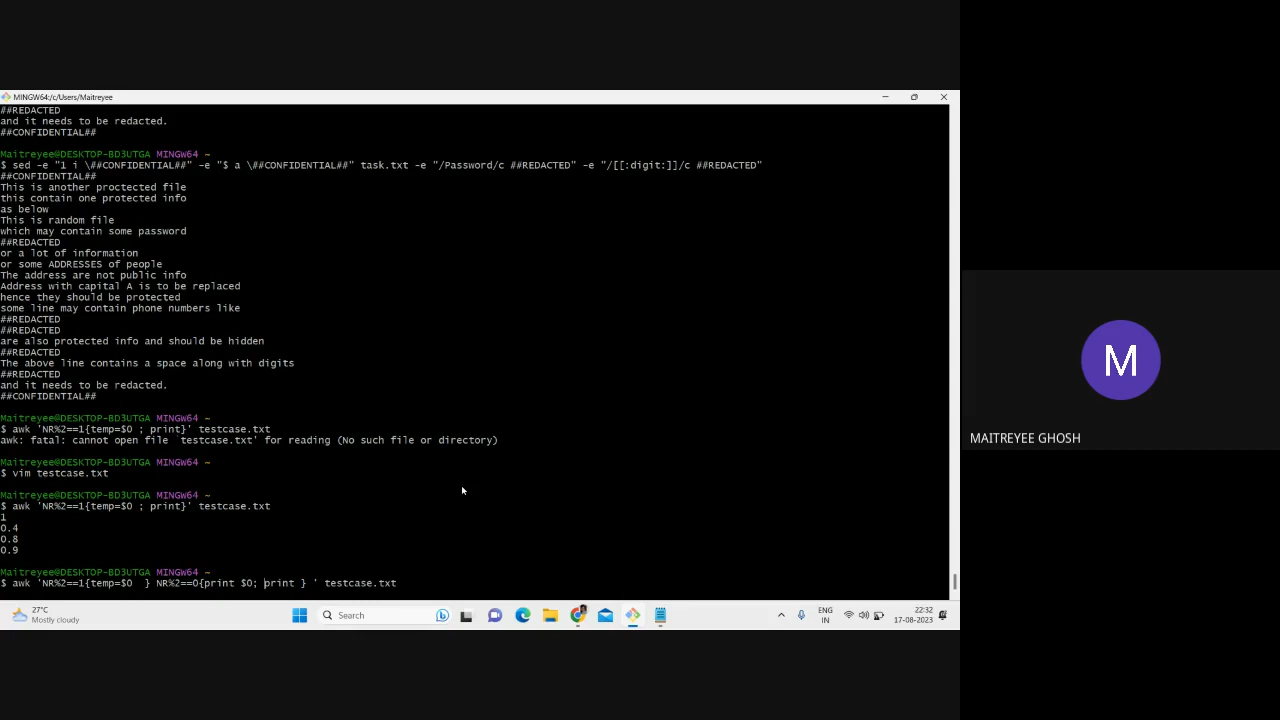 MINGW64:/c/Users/Maitreyee
##REDACTED
and it needs to be redacted.
##CONFIDENTIAL##
Maitreyee@DESKTOP-BD3UTGA MINGW64 ~
$ sed -e "1 i \##CONFIDENTIAL##" -e "$ a \##CONFIDENTIAL##" task.txt -e "/Password/c ##REDACTED" -e "/[[:digit:]]/c ##REDACTED"
##CONFIDENTIAL##
This is another proctected file
this contain one protected info
as below
This is random file
which may contain some password
##REDACTED
or a lot of information
or some ADDRESSES of people
The address are not public info
Address with capital A is to be replaced
hence they should be protected
some line may contain phone numbers like
##REDACTED
##REDACTED
are also protected info and should be hidden
##REDACTED
The above line contains a space along with digits
##REDACTED
and it needs to be redacted.
##CONFIDENTIAL##
Maitreyee@DESKTOP-BD3UTGA MINGW64 ~
$ awk 'NR%2==1{temp=$0 ; print}' testcase.txt
awk: fatal: cannot open file `testcase.txt' for reading (No such file or directory)
Maitreyee@DESKTOP-BD3UTGA MINGW64 ~
$ vim testcase.txt
Maitreyee@DESKTOP-BD3UTGA MINGW64 ~
$ awk 'NR%2==1{temp=$0 ; print}' testcase.txt
1
0.4
0.8
0.9
Maitreyee@DESKTOP-BD3UTGA MINGW64 ~
$ awk 'NR%2==1{temp=$0  } NR%2==0{print $0; print } ' testcase.txt
M
MAITREYEE GHOSH
27°C
Mostly cloudy
Search
ENG
IN
22:32
17-08-2023